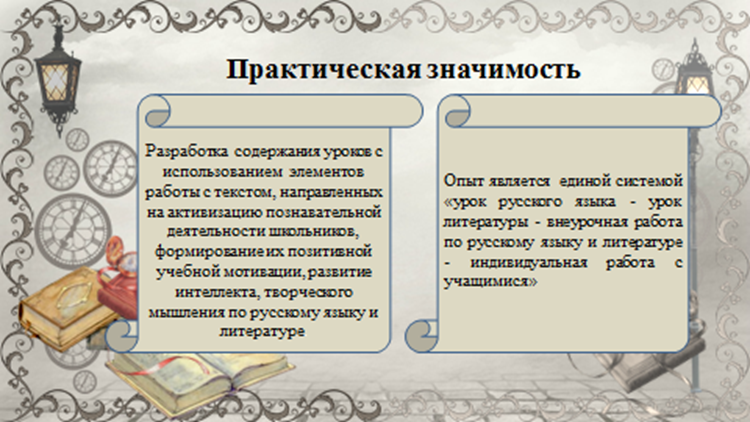 Практическая значимость
Разработка содержания уроков с
использованием элементов
работы с текстом, направленных
на активизацию познавательной
деятельности школьников,
формирование их позитивной
учебной мотивации, развитие
интеллекта, творческого
мышления по русскому языку и
литературе
Опыт является единой системой
«урок русского языка - урок
литературы - внеурочная работа
по русскому языку и литературе
- индивидуальная работа с
учащимися»